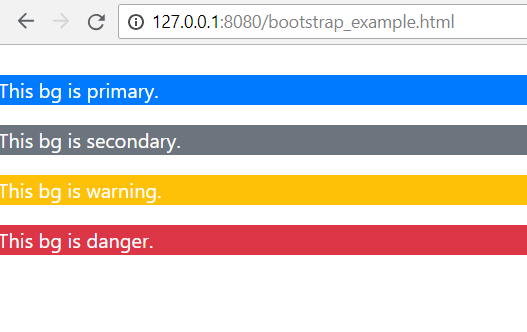 127.0.0.1:8080/bootstrap_example.html
This bg is primary.
This bg is secondary.
This bg is warning.
This bg is danger.